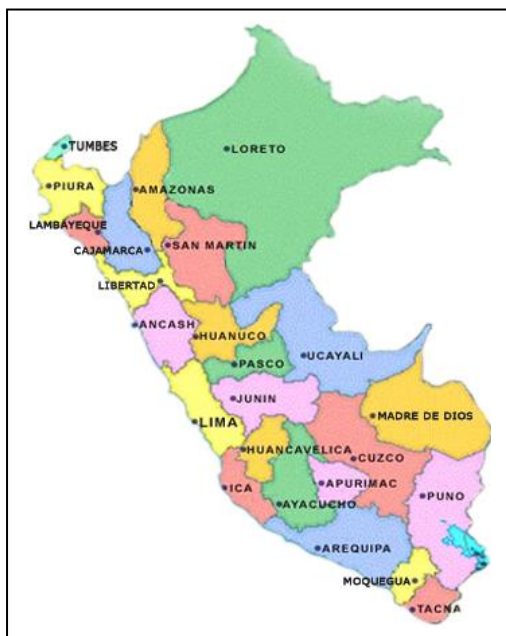 TUMBES
LORETO
PIURA
AMAZONAS
LAMBAYEQUE
CAJAMARCA
SAN MARTIN
LIBERTAD
ANCASH
HUANUCO
UCAYALI
PASCO
JUNIN
LIMA
MADRE DE DIOS
HUANCAVELICA
CUZCO
ICA
APURIMAC
PUNO
AYACUCHO
AREQUIPA
MOQUEGUA
TACNA